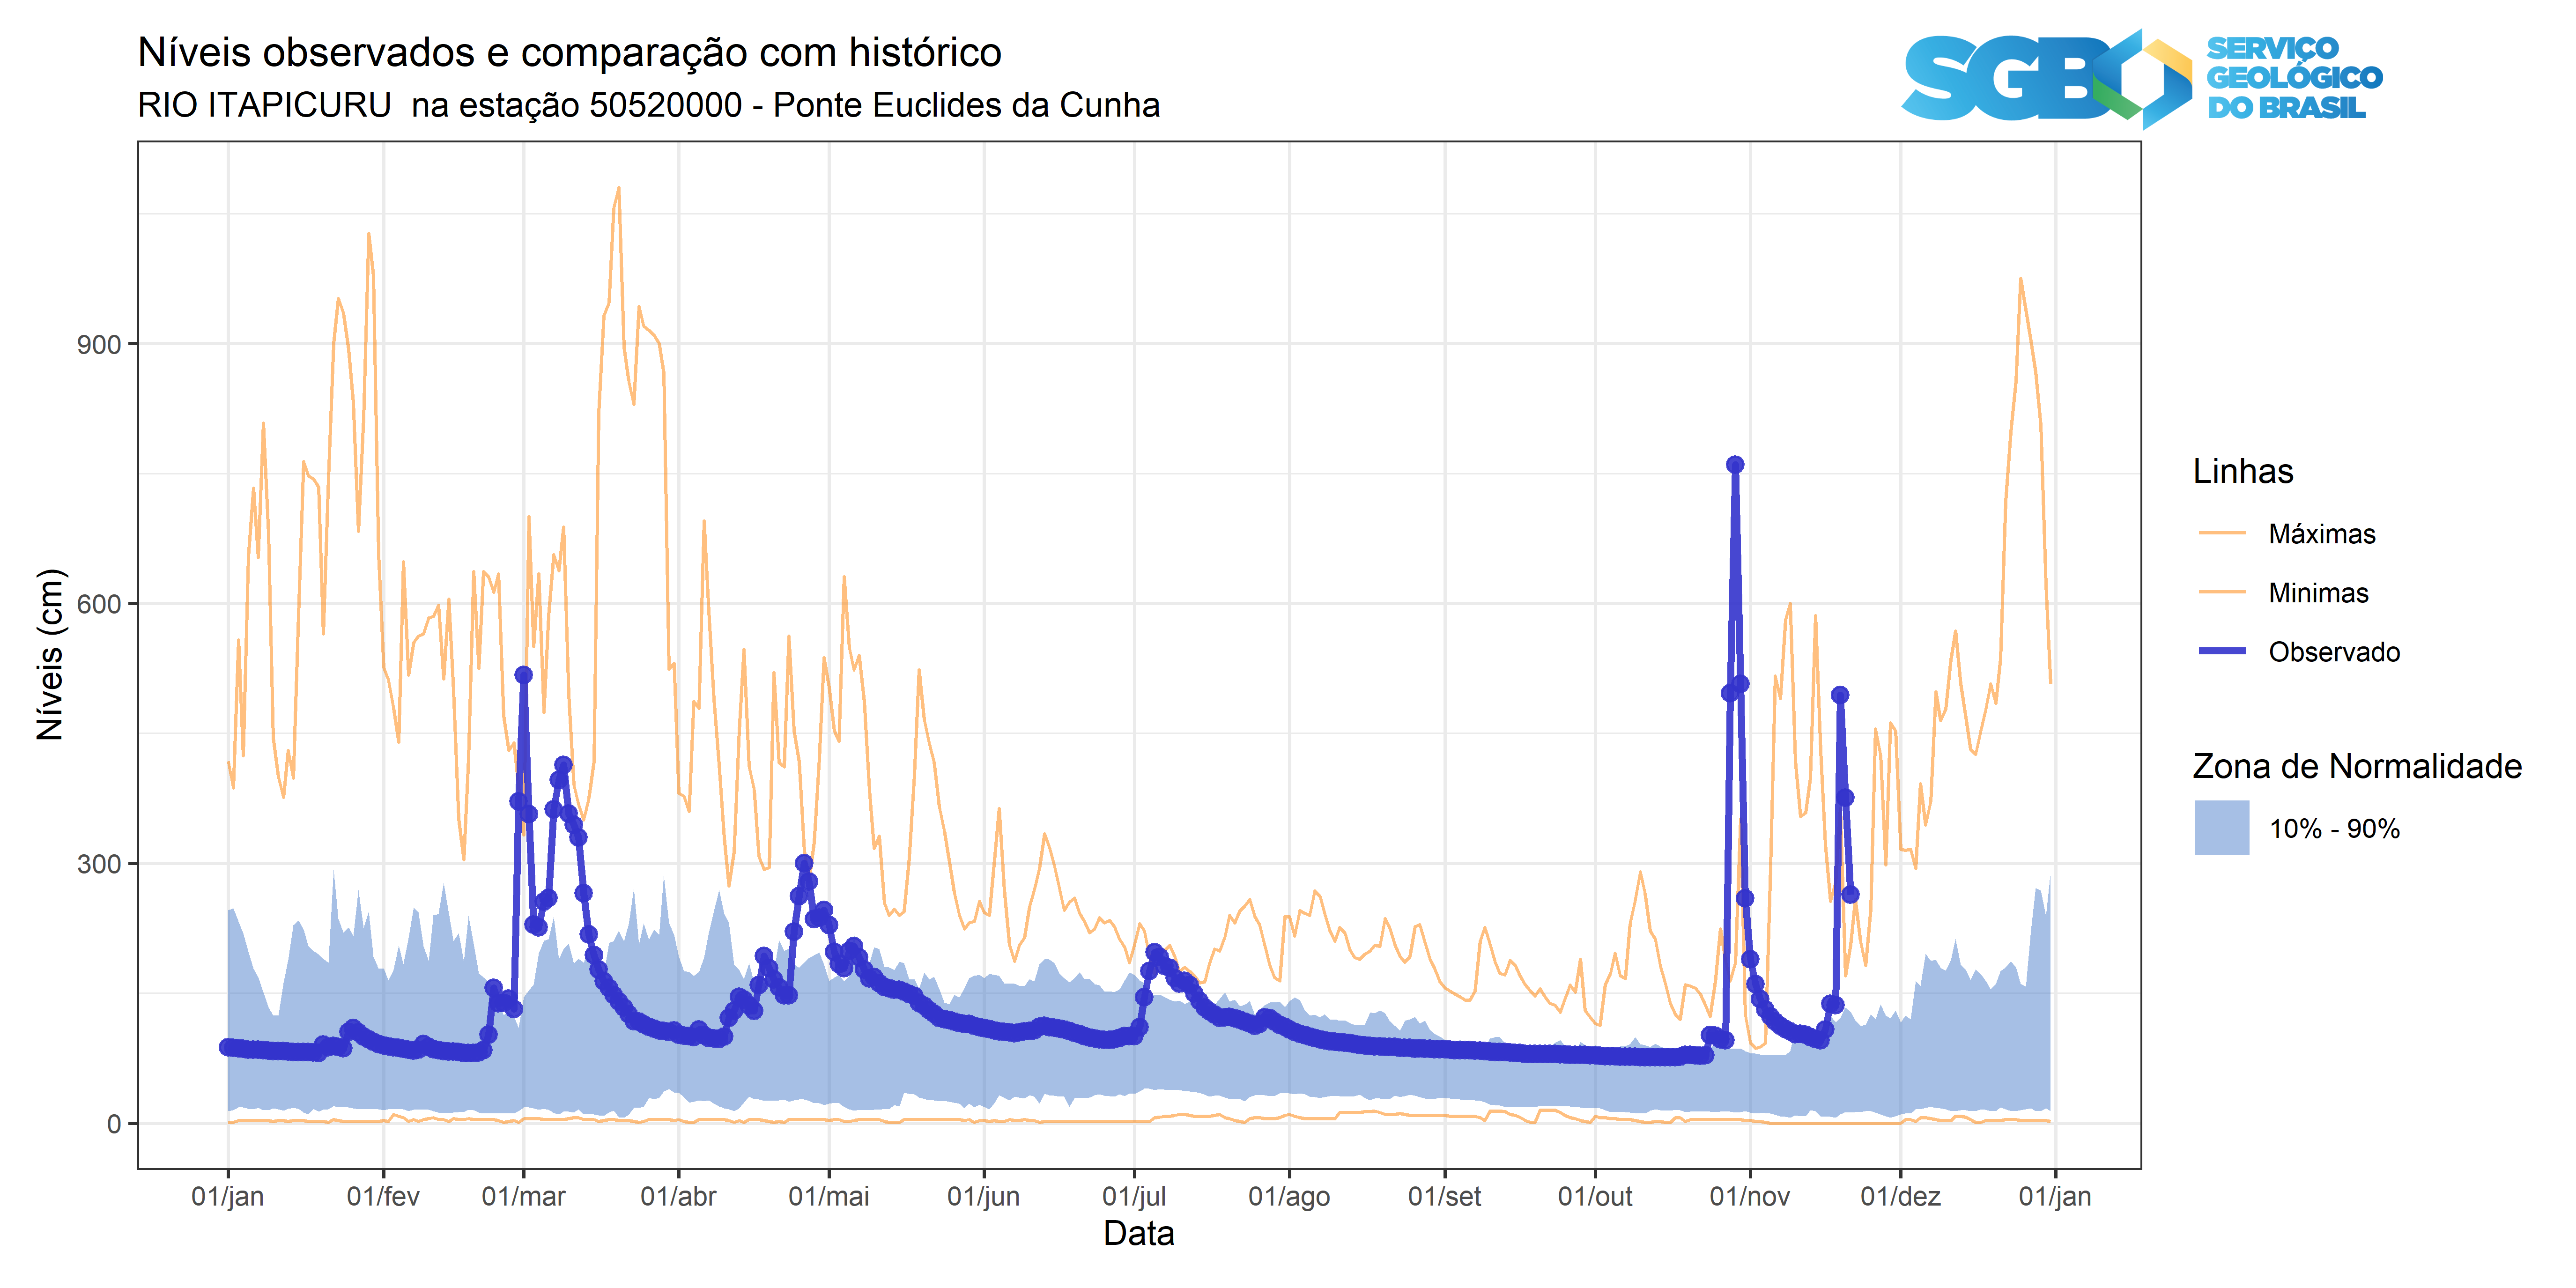 Níveis observados e comparação com histórico
RIO ITAPICURU  na estação 50520000 - Ponte Euclides da Cunha
SGB
SERVIÇO
GEOLÓGICO
DO BRASIL
Níveis (cm)
900
600
300
0
01/jan
01/fev
01/mar
01/abr
01/mai
01/jun
01/jul
01/ago
01/set
01/out
01/nov
01/dez
01/jan
Data
Linhas
Máximas
Minimas
Observado
Zona de Normalidade
10% - 90%